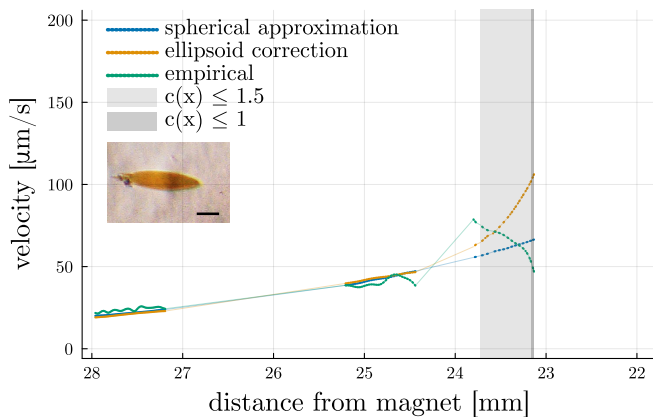 200
150
100
50
0
velocity [μm/s]
spherical approximation
ellipsoid correction
empirical
c(x) ≤ 1.5
c(x) ≤ 1
28 27 26 25 24 23 22
distance from magnet [mm]